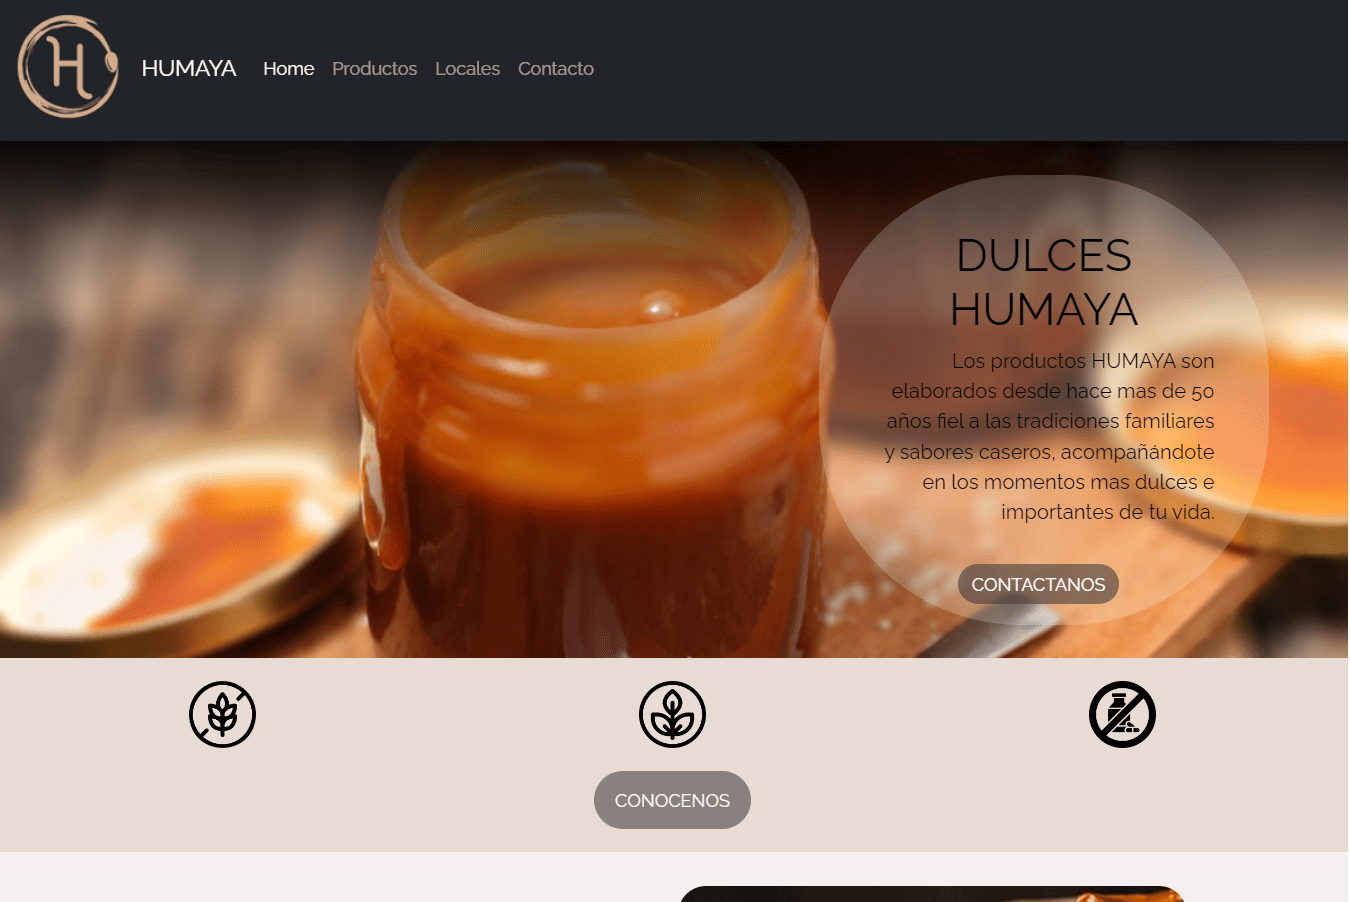 H
HUMAYA Home Productos Locales Contacto
DULCES
HUMAYA
Los productos HUMAYA son
elaborados desde hace mas de 50
años fiel a las tradiciones familiares
y sabores caseros, acompañándote
en los momentos mas dulces e
importantes de tu vida.
CONTACTANOS
CONOCENOS